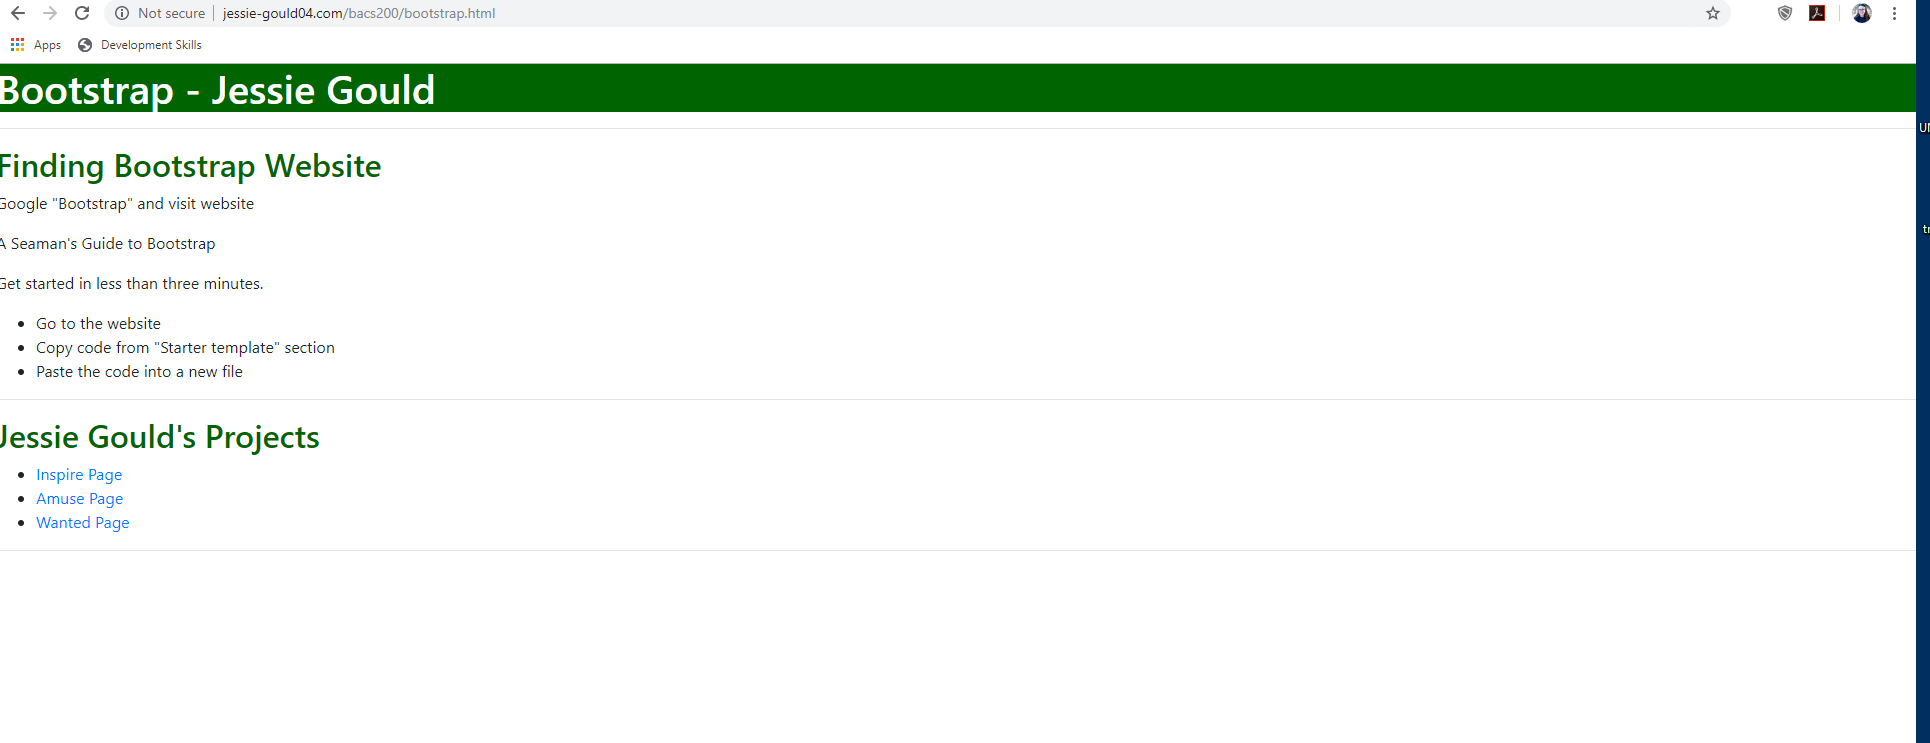 Not secure jessie-gould04.com/bacs200/bootstrap.html
Apps Development Skills
Bootstrap - Jessie Gould
Finding Bootstrap Website
Google "Bootstrap" and visit website
A Seaman's Guide to Bootstrap
Get started in less than three minutes.
Go to the website
Copy code from "Starter template" section
Paste the code into a new file
Jessie Gould's Projects
Inspire Page
Amuse Page
Wanted Page